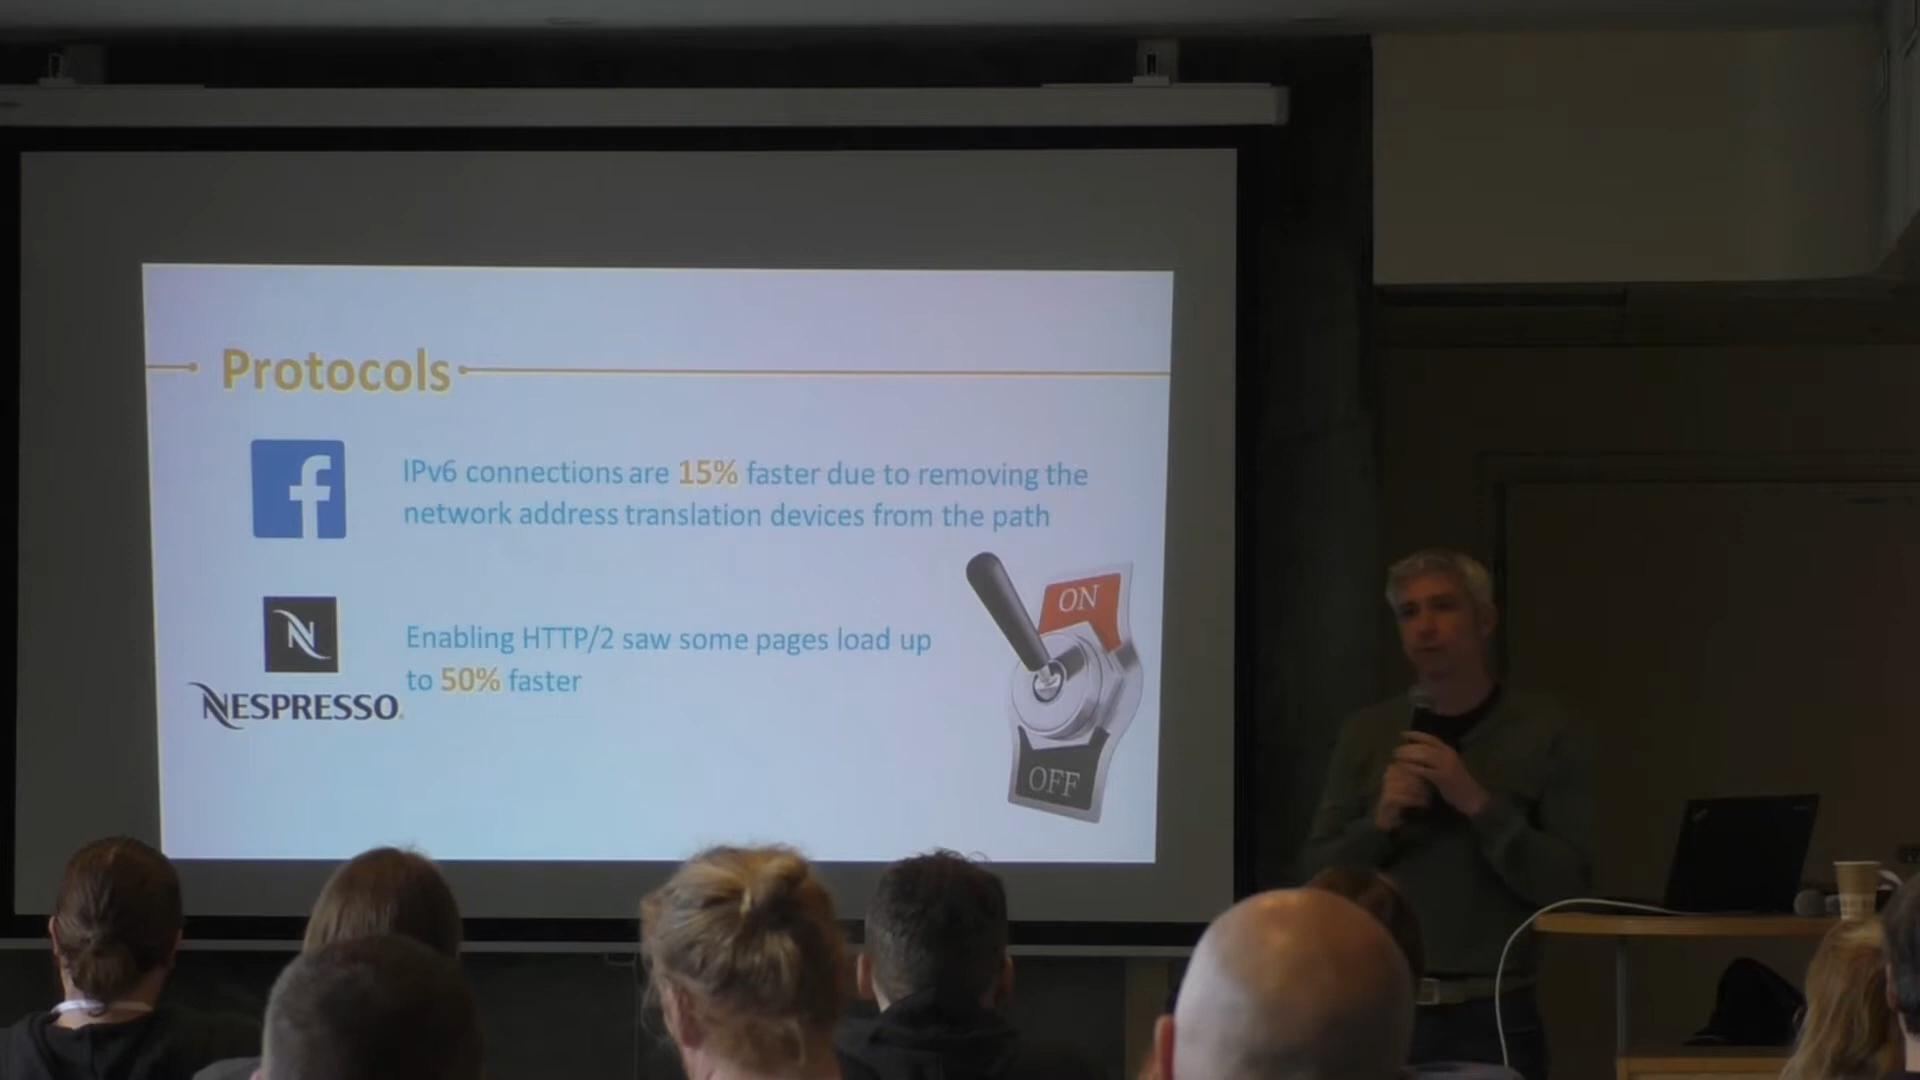 Protocols
IPv6 connections are 15% faster due to removing the
network address translation devices from the path
Enabling HTTP/2 saw some pages load up
to 50% faster
f
N
NESPRESSO
ON
OFF